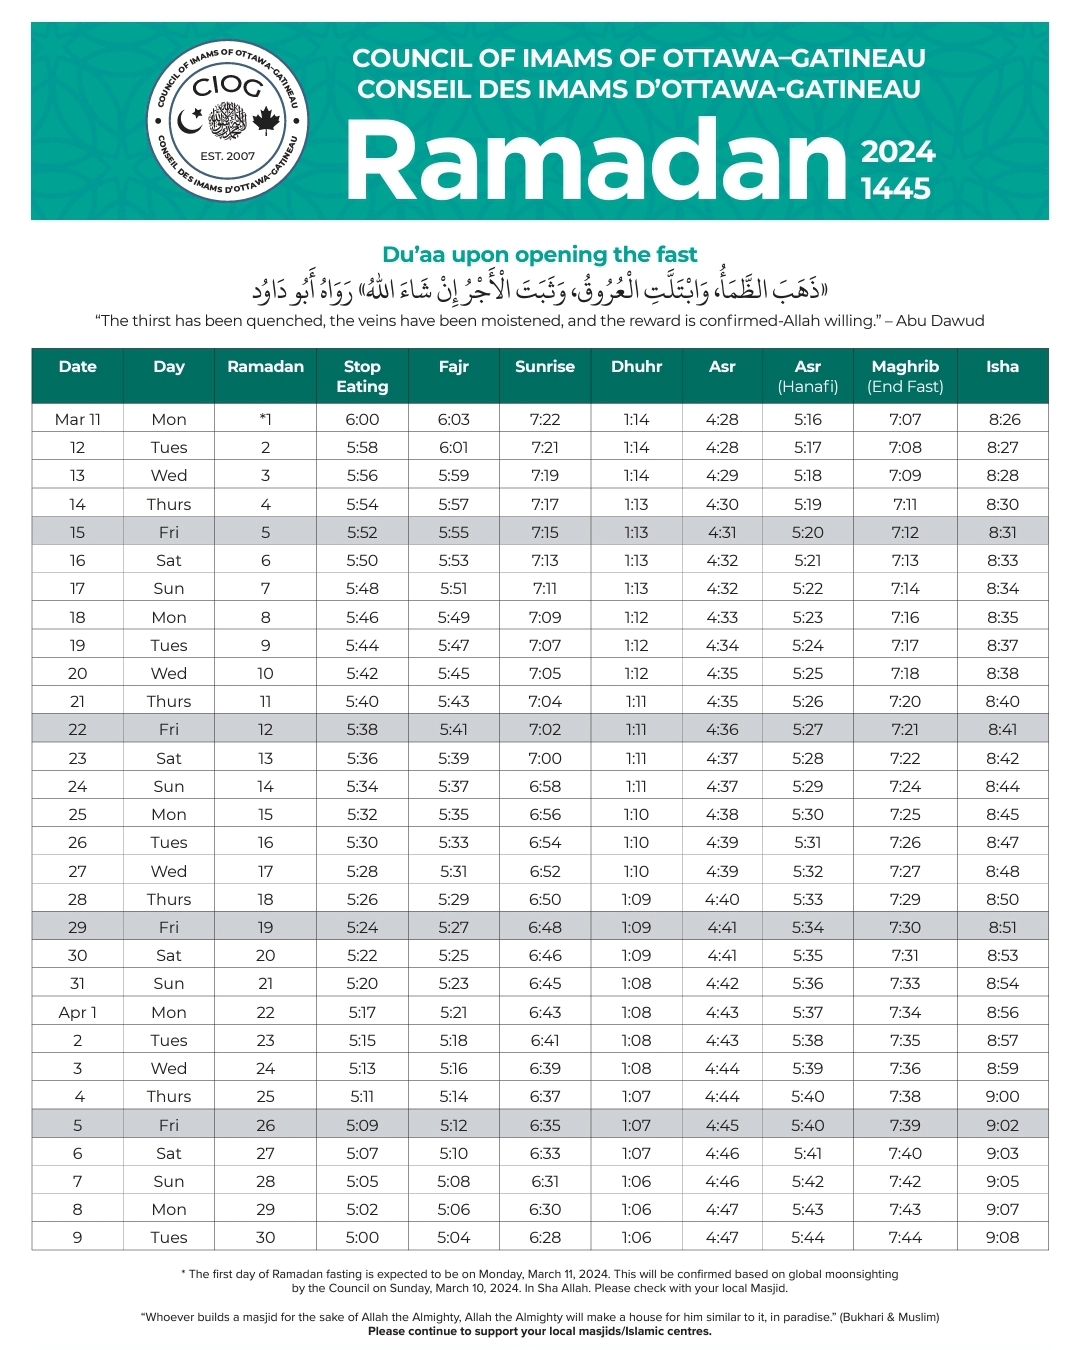 COUNCIL OF IMAMS OF OTTAWA-GATINEAU
CIOG
EST. 2007
CONSEIL DES IMAMS D'OTTAWA-GATINEAU
COUNCIL OF IMAMS OF OTTAWA–GATINEAU
CONSEIL DES IMAMS D'OTTAWA-GATINEAU
Ramadan 2024
1445
Du'aa upon opening the fast
«ذَهَبَ الظَّمَأُ، وَابْتَلَّتِ الْعُرُوقُ، وَثَبَتَ الْأَجْرُ إِنْ شَاءَ اللهُ» رَوَاهُ أَبُو دَاوُد
“The thirst has been quenched, the veins have been moistened, and the reward is confirmed-Allah willing.” – Abu Dawud
Date Day Ramadan Stop Eating Fajr Sunrise Dhuhr Asr Asr (Hanafi) Maghrib (End Fast) Isha
Mar 11 Mon *1 6:00 6:03 7:22 1:14 4:28 5:16 7:07 8:26
12 Tues 2 5:58 6:01 7:21 1:14 4:28 5:17 7:08 8:27
13 Wed 3 5:56 5:59 7:19 1:14 4:29 5:18 7:09 8:28
14 Thurs 4 5:54 5:57 7:17 1:13 4:30 5:19 7:11 8:30
15 Fri 5 5:52 5:55 7:15 1:13 4:31 5:20 7:12 8:31
16 Sat 6 5:50 5:53 7:13 1:13 4:32 5:21 7:13 8:33
17 Sun 7 5:48 5:51 7:11 1:13 4:32 5:22 7:14 8:34
18 Mon 8 5:46 5:49 7:09 1:12 4:33 5:23 7:16 8:35
19 Tues 9 5:44 5:47 7:07 1:12 4:34 5:24 7:17 8:37
20 Wed 10 5:42 5:45 7:05 1:12 4:35 5:25 7:18 8:38
21 Thurs 11 5:40 5:43 7:04 1:11 4:35 5:26 7:20 8:40
22 Fri 12 5:38 5:41 7:02 1:11 4:36 5:27 7:21 8:41
23 Sat 13 5:36 5:39 7:00 1:11 4:37 5:28 7:22 8:42
24 Sun 14 5:34 5:37 6:58 1:11 4:37 5:29 7:24 8:44
25 Mon 15 5:32 5:35 6:56 1:10 4:38 5:30 7:25 8:45
26 Tues 16 5:30 5:33 6:54 1:10 4:39 5:31 7:26 8:47
27 Wed 17 5:28 5:31 6:52 1:10 4:39 5:32 7:27 8:48
28 Thurs 18 5:26 5:29 6:50 1:09 4:40 5:33 7:29 8:50
29 Fri 19 5:24 5:27 6:48 1:09 4:41 5:34 7:30 8:51
30 Sat 20 5:22 5:25 6:46 1:09 4:41 5:35 7:31 8:53
31 Sun 21 5:20 5:23 6:45 1:08 4:42 5:36 7:33 8:54
Apr 1 Mon 22 5:17 5:21 6:43 1:08 4:43 5:37 7:34 8:56
2 Tues 23 5:15 5:18 6:41 1:08 4:43 5:38 7:35 8:57
3 Wed 24 5:13 5:16 6:39 1:08 4:44 5:39 7:36 8:59
4 Thurs 25 5:11 5:14 6:37 1:07 4:44 5:40 7:38 9:00
5 Fri 26 5:09 5:12 6:35 1:07 4:45 5:40 7:39 9:02
6 Sat 27 5:07 5:10 6:33 1:07 4:46 5:41 7:40 9:03
7 Sun 28 5:05 5:08 6:31 1:06 4:46 5:42 7:42 9:05
8 Mon 29 5:02 5:06 6:30 1:06 4:47 5:43 7:43 9:07
9 Tues 30 5:00 5:04 6:28 1:06 4:47 5:44 7:44 9:08
* The first day of Ramadan fasting is expected to be on Monday, March 11, 2024. This will be confirmed based on global moonsighting
by the Council on Sunday, March 10, 2024. In Sha Allah. Please check with your local Masjid.
“Whoever builds a masjid for the sake of Allah the Almighty, Allah the Almighty will make a house for him similar to it, in paradise.” (Bukhari & Muslim)
Please continue to support your local masjids/Islamic centres.